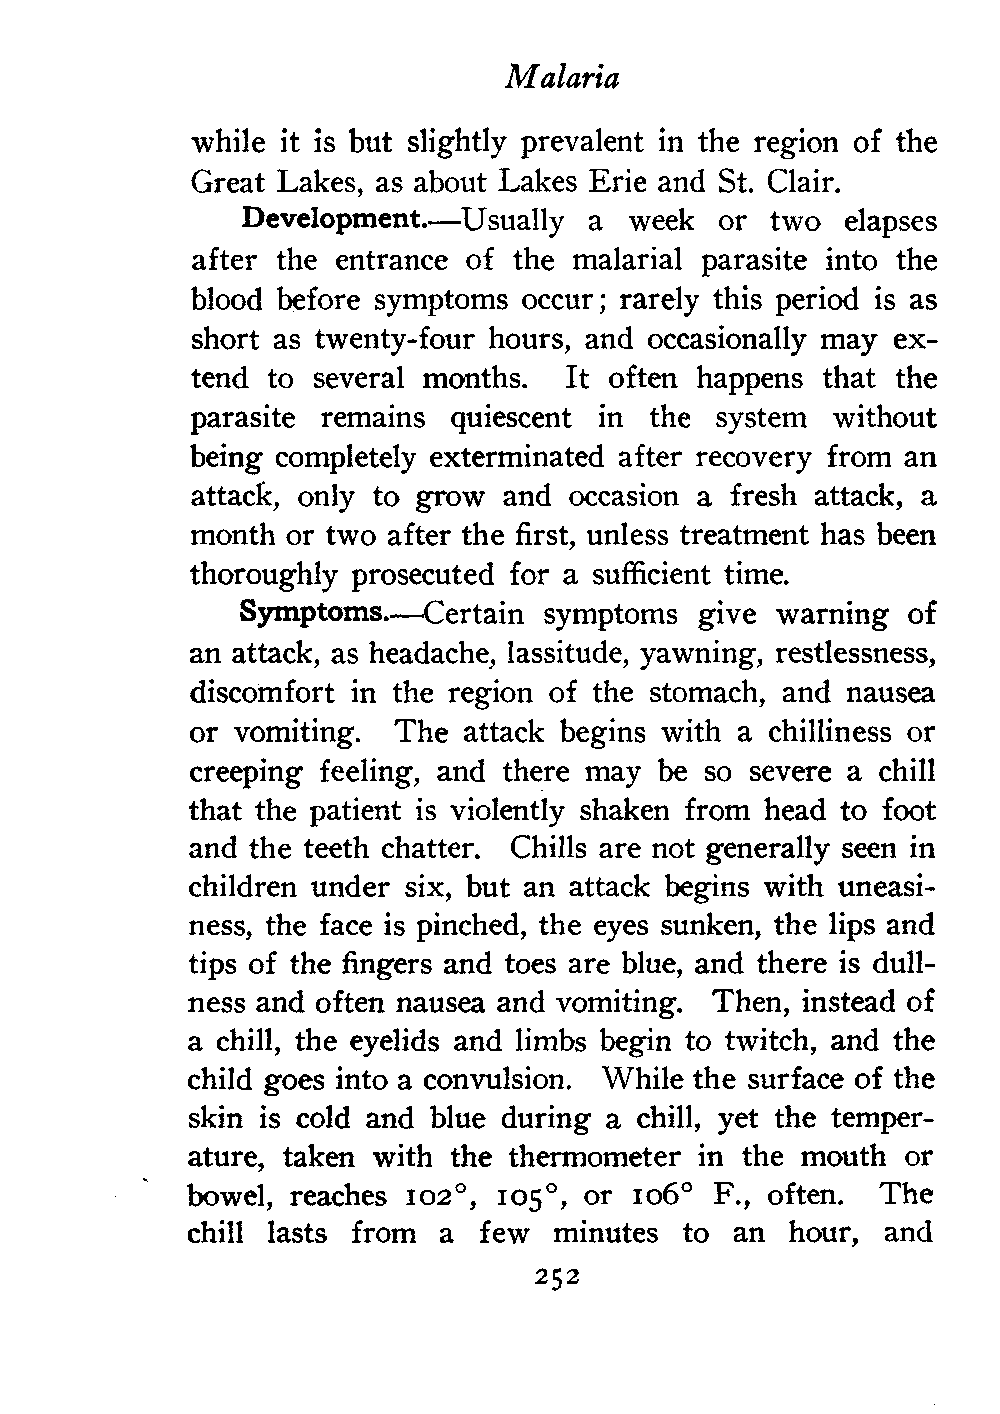 Malaria
while it is but slightly prevalent in the region of the
Great Lakes, as about Lakes Erie and St. Clair.
Development.—Usually a week or two elapses
after the entrance of the malarial parasite into the
blood before symptoms occur; rarely this period is as
short as twenty-four hours, and occasionally may ex-
tend to several months. It often happens that the
parasite remains quiescent in the system without
being completely exterminated after recovery from an
attack, only to grow and occasion a fresh attack, a
month or two after the first, unless treatment has been
thoroughly prosecuted for a sufficient time.
Symptoms.—Certain symptoms give warning of
an attack, as headache, lassitude, yawning, restlessness,
discomfort in the region of the stomach, and nausea
or vomiting. The attack begins with a chilliness or
creeping feeling, and there may be so severe a chill
that the patient is violently shaken from head to foot
and the teeth chatter. Chills are not generally seen in
children under six, but an attack begins with uneasi-
ness, the face is pinched, the eyes sunken, the lips and
tips of the fingers and toes are blue, and there is dull-
ness and often nausea and vomiting. Then, instead of
a chill, the eyelids and limbs begin to twitch, and the
child goes into a convulsion. While the surface of the
skin is cold and blue during a chill, yet the temper-
ature, taken with the thermometer in the mouth or
bowel, reaches 102°, 105°, or 106° F., often. The
chill lasts from a few minutes to an hour, and
252